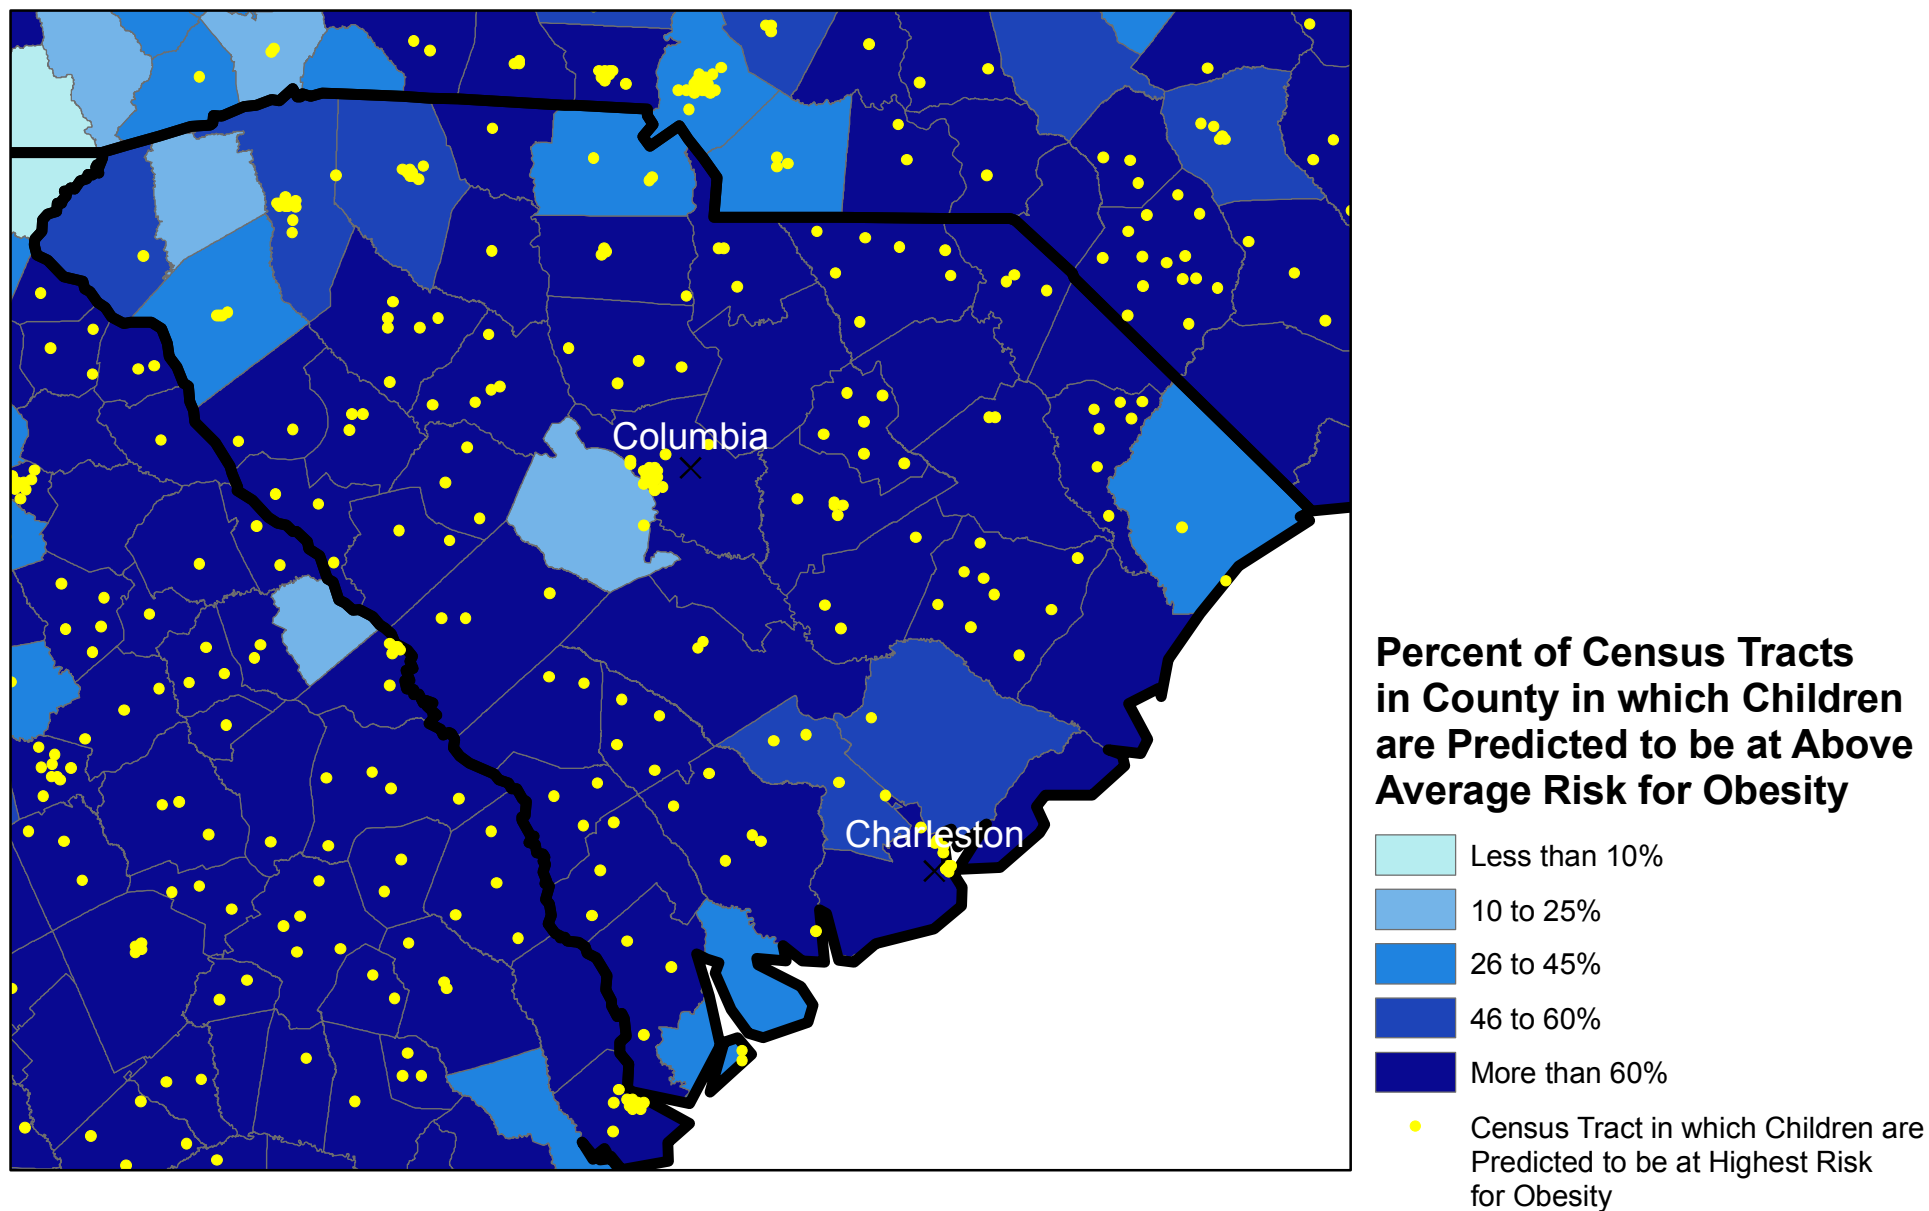 Columbia
Charleston
Percent of Census Tracts
in County in which Children
are Predicted to be at Above
Average Risk for Obesity
Less than 10%
10 to 25%
26 to 45%
46 to 60%
More than 60%
Census Tract in which Children are
Predicted to be at Highest Risk
for Obesity